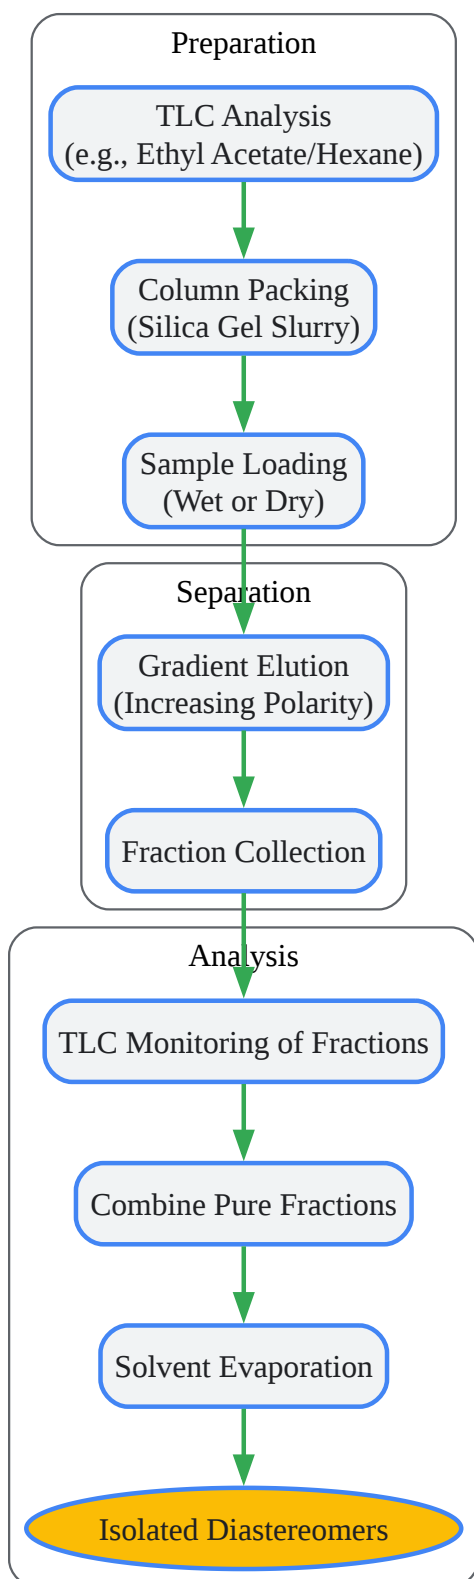 Preparation
TLC Analysis
(e.g., Ethyl Acetate/Hexane)
Column Packing
(Silica Gel Slurry)
Sample Loading
(Wet or Dry)
Separation
Gradient Elution
(Increasing Polarity)
Fraction Collection
Analysis
TLC Monitoring of Fractions
Combine Pure Fractions
Solvent Evaporation
Isolated Diastereomers